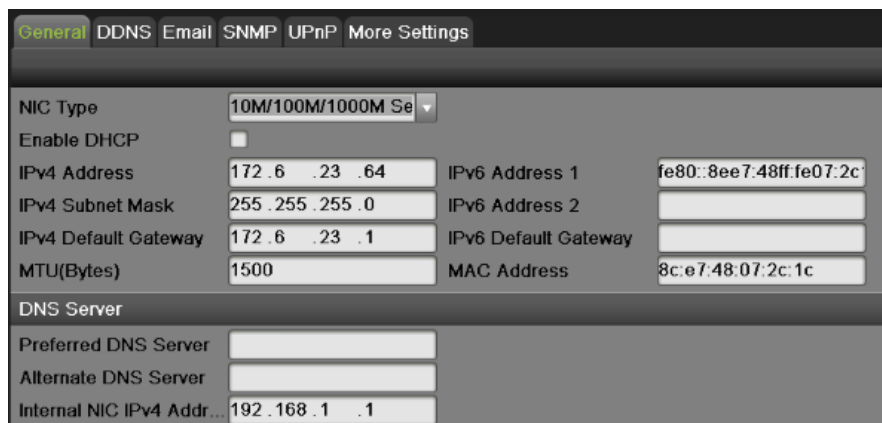 General DDNS Email SNMP UPnP More Settings
NIC Type 10M/100M/1000M Se
Enable DHCP
IPv4 Address 172 .6 .23 .64 IPv6 Address 1 fe80::8ee7:48ff:fe07:2c1
IPv4 Subnet Mask 255 .255 .255 .0 IPv6 Address 2
IPv4 Default Gateway 172 .6 .23 .1 IPv6 Default Gateway
MTU(Bytes) 1500 MAC Address 8c:e7:48:07:2c:1c
DNS Server
Preferred DNS Server
Alternate DNS Server
Internal NIC IPv4 Addr... 192 .168 .1 .1